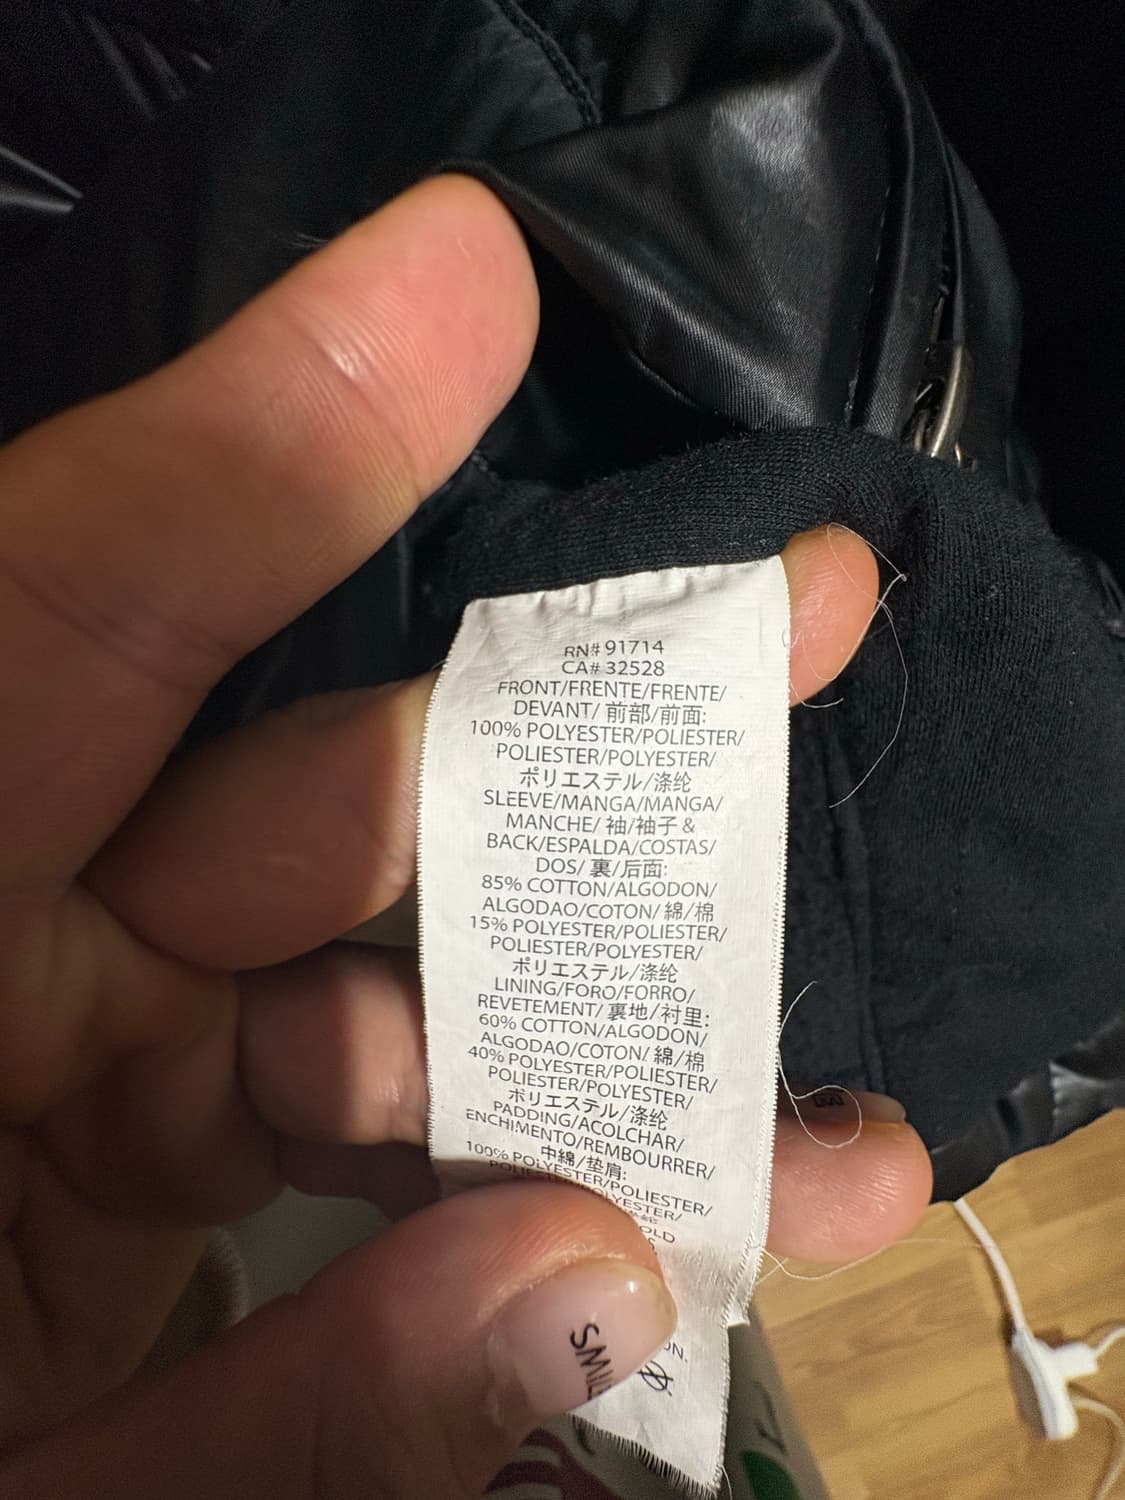 RN# 91714
CA# 32528
FRONT/FRENTE/FRENTE/
DEVANT/ 前部/前面:
100% POLYESTER/POLIESTER/
POLIESTER/POLYESTER/
ポリエステル/涤纶
SLEEVE/MANGA/MANGA/
MANCHE/ 袖/袖子 &
BACK/ESPALDA/COSTAS/
DOS/ 裏/后面:
85% COTTON/ALGODON/
ALGODAO/COTON/ 綿/棉
15% POLYESTER/POLIESTER/
POLIESTER/POLYESTER/
ポリエステル/涤纶
LINING/FORO/FORRO/
REVETEMENT/ 裏地/衬里:
60% COTTON/ALGODON/
ALGODAO/COTON/ 綿/棉
40% POLYESTER/POLIESTER/
POLIESTER/POLYESTER/
ポリエステル/涤纶
PADDING/ACOLCHAR/
ENCHIMENTO/REMBOURRER/
中綿/垫肩:
100% POLYESTER/POLIESTER/
POLIESTER/POLYESTER/